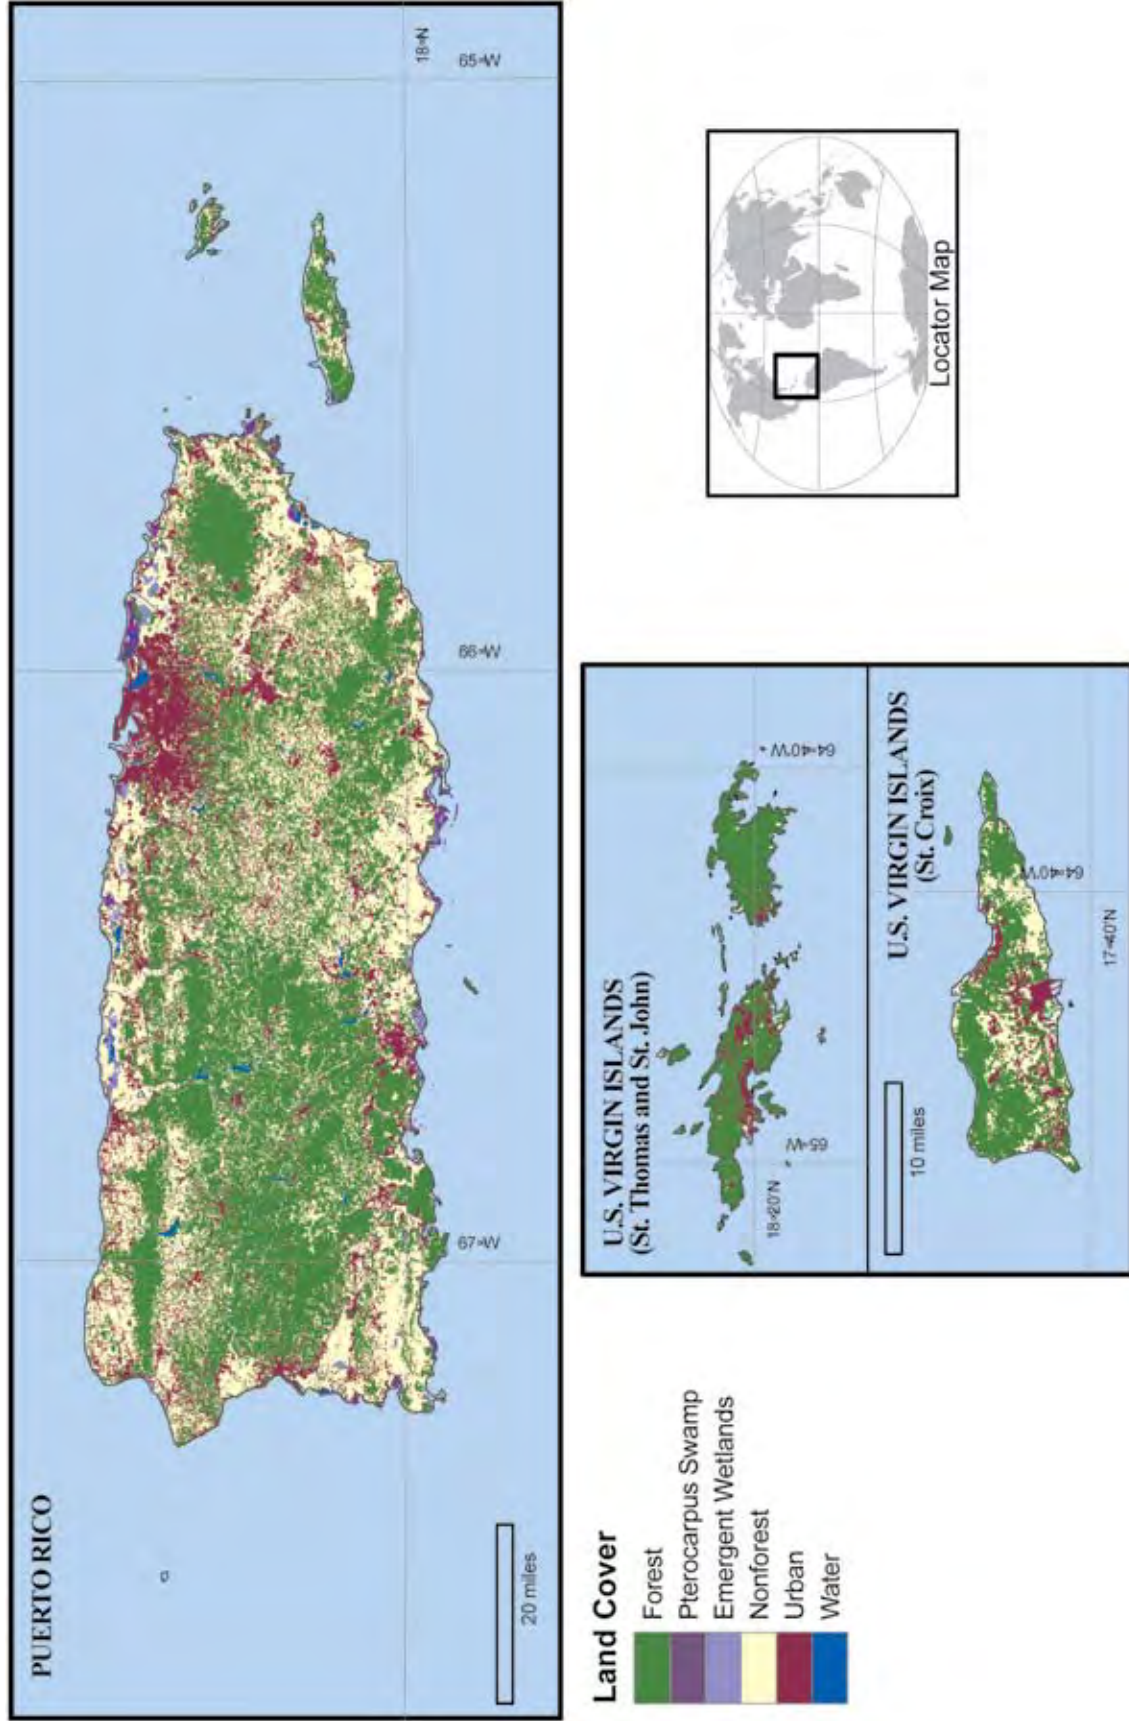 PUERTO RICO
18°N
65°W
66°W
67°W
20 miles
Land Cover
Forest
Pterocarpus Swamp
Emergent Wetlands
Nonforest
Urban
Water
U.S. VIRGIN ISLANDS
(St. Thomas and St. John)
65°W
64°40'W
18°20'N
U.S. VIRGIN ISLANDS
(St. Croix)
64°40'W
17°40'N
10 miles
Locator Map